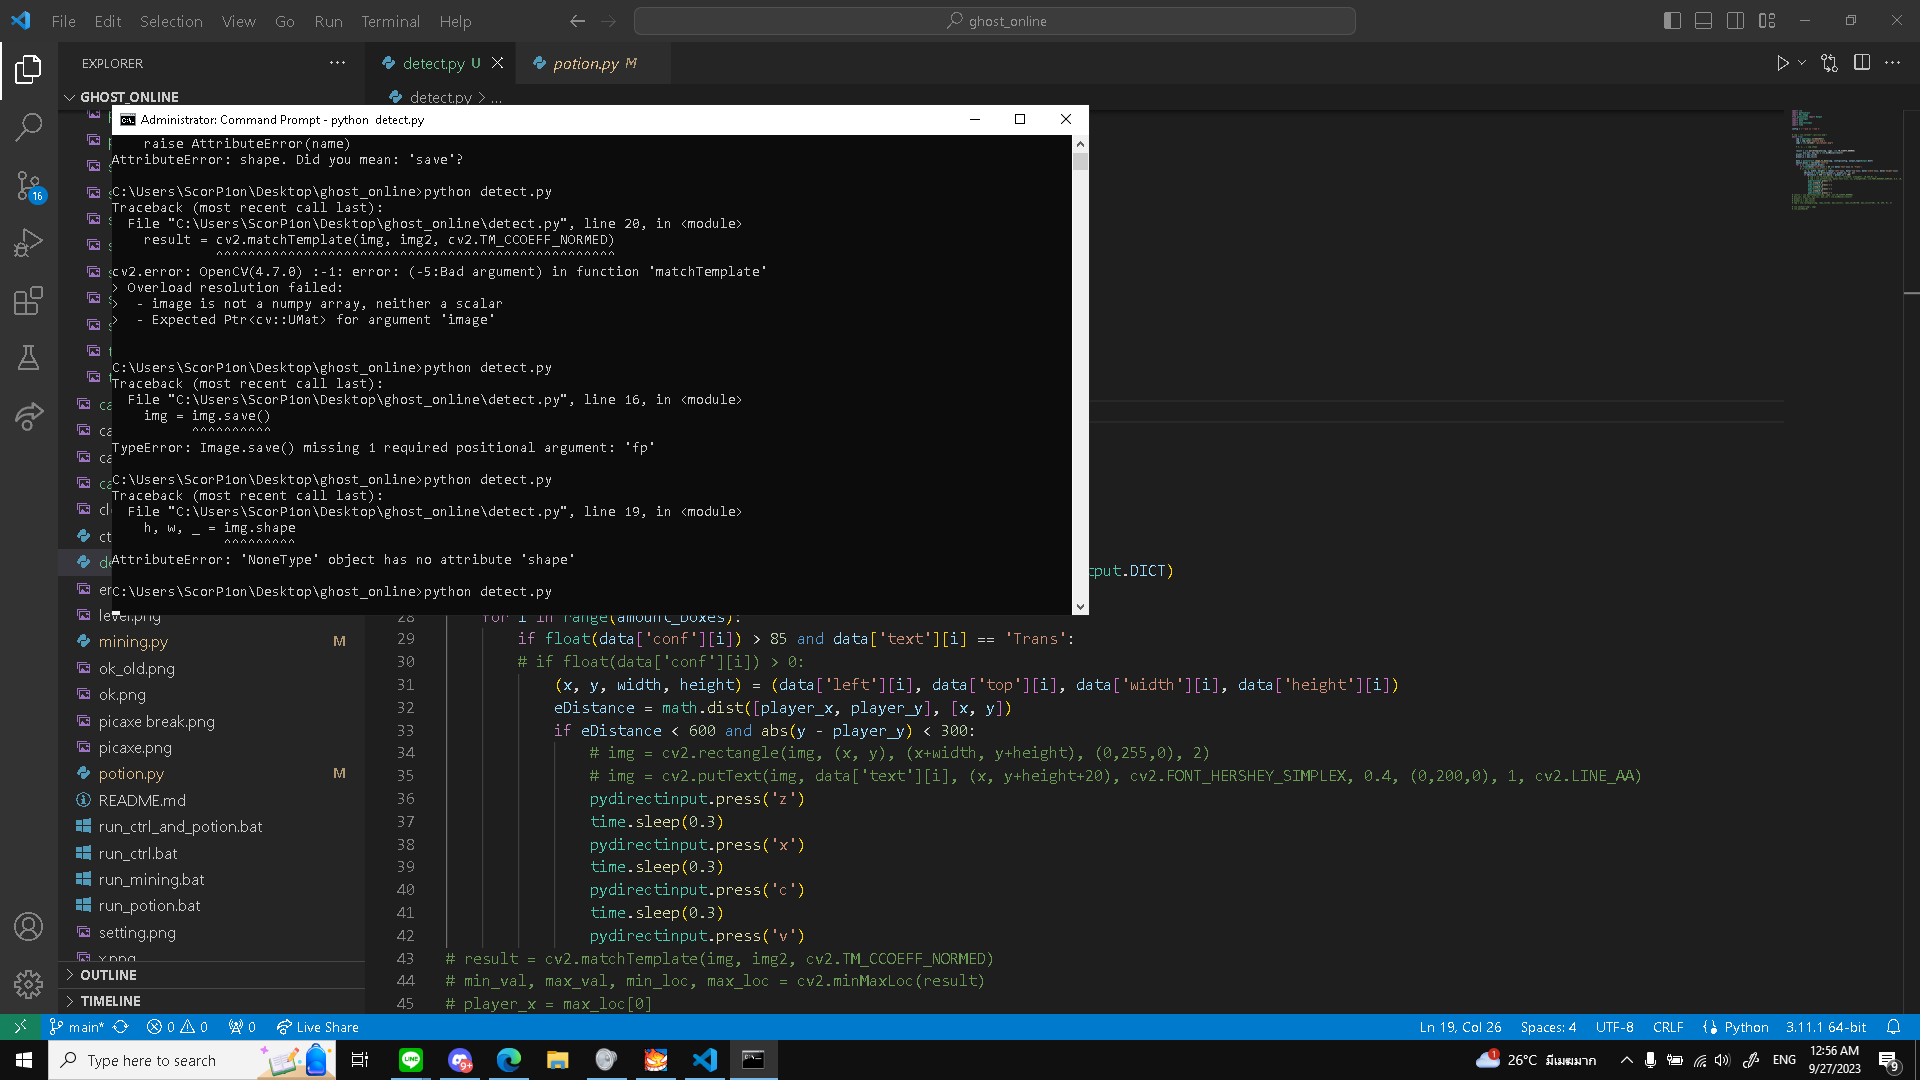 File Edit Selection View Go Run Terminal Help
ghost_online
EXPLORER
GHOST_ONLINE
detect.py U
potion.py M
detect.py > ...
Administrator: Command Prompt - python  detect.py
    raise AttributeError(name)
AttributeError: shape. Did you mean: 'save'?
C:\Users\ScorP1on\Desktop\ghost_online>python detect.py
Traceback (most recent call last):
  File "C:\Users\ScorP1on\Desktop\ghost_online\detect.py", line 20, in <module>
    result = cv2.matchTemplate(img, img2, cv2.TM_CCOEFF_NORMED)
             ^^^^^^^^^^^^^^^^^^^^^^^^^^^^^^^^^^^^^^^^^^^^^^^^^^
cv2.error: OpenCV(4.7.0) :-1: error: (-5:Bad argument) in function 'matchTemplate'
> Overload resolution failed:
>  - image is not a numpy array, neither a scalar
>  - Expected Ptr<cv::UMat> for argument 'image'
C:\Users\ScorP1on\Desktop\ghost_online>python detect.py
Traceback (most recent call last):
  File "C:\Users\ScorP1on\Desktop\ghost_online\detect.py", line 16, in <module>
    img = img.save()
          ^^^^^^^^^^
TypeError: Image.save() missing 1 required positional argument: 'fp'
C:\Users\ScorP1on\Desktop\ghost_online>python detect.py
Traceback (most recent call last):
  File "C:\Users\ScorP1on\Desktop\ghost_online\detect.py", line 19, in <module>
    h, w, _ = img.shape
              ^^^^^^^^^
AttributeError: 'NoneType' object has no attribute 'shape'
C:\Users\ScorP1on\Desktop\ghost_online>python detect.py
16
level.png
mining.py M
ok_old.png
ok.png
picaxe break.png
picaxe.png
potion.py M
README.md
run_ctrl_and_potion.bat
run_ctrl.bat
run_mining.bat
run_potion.bat
setting.png
x.png
OUTLINE
TIMELINE
tput.DICT)
28 for i in range(amount_boxes):
29 if float(data['conf'][i]) > 85 and data['text'][i] == 'Trans':
30 # if float(data['conf'][i]) > 0:
31 (x, y, width, height) = (data['left'][i], data['top'][i], data['width'][i], data['height'][i])
32 eDistance = math.dist([player_x, player_y], [x, y])
33 if eDistance < 600 and abs(y - player_y) < 300:
34 # img = cv2.rectangle(img, (x, y), (x+width, y+height), (0,255,0), 2)
35 # img = cv2.putText(img, data['text'][i], (x, y+height+20), cv2.FONT_HERSHEY_SIMPLEX, 0.4, (0,200,0), 1, cv2.LINE_AA)
36 pydirectinput.press('z')
37 time.sleep(0.3)
38 pydirectinput.press('x')
39 time.sleep(0.3)
40 pydirectinput.press('c')
41 time.sleep(0.3)
42 pydirectinput.press('v')
43 # result = cv2.matchTemplate(img, img2, cv2.TM_CCOEFF_NORMED)
44 # min_val, max_val, min_loc, max_loc = cv2.minMaxLoc(result)
45 # player_x = max_loc[0]
main* 0 0 0 Live Share
Ln 19, Col 26 Spaces: 4 UTF-8 CRLF Python 3.11.1 64-bit
Type here to search
LINE
9+
1
26°C มีเมฆมาก
ENG
12:56 AM
9/27/2023
9